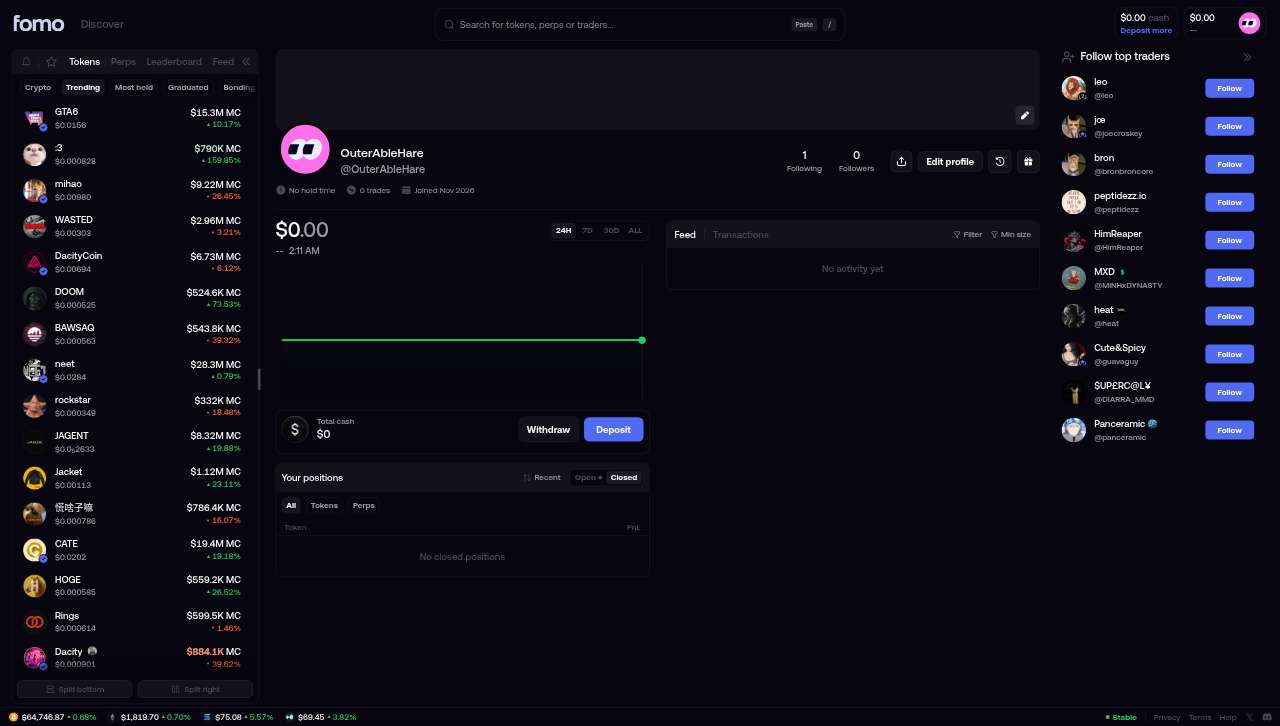 fomo
Discover
Search for tokens, perps or traders...
Paste
/
$0.00 cash
Deposit more
$0.00
—
Tokens Perps Leaderboard Feed
Crypto Trending Most held Graduated Bonding
GTA6 $15.3M MC
$0.0156 10.17%
:3 $790K MC
$0.000828 159.85%
mihao $9.22M MC
$0.00980 26.45%
WASTED $2.96M MC
$0.00303 3.21%
DacityCoin $6.73M MC
$0.00694 6.12%
DOOM $524.6K MC
$0.000525 73.53%
BAWSAQ $543.8K MC
$0.000563 39.32%
neet $28.3M MC
$0.0284 0.79%
rockstar $332K MC
$0.000349 18.48%
JAGENT $8.32M MC
$0.0₅2633 19.88%
Jacket $1.12M MC
$0.00113 23.11%
慌啥子嘛 $786.4K MC
$0.000786 16.07%
CATE $19.4M MC
$0.0202 19.18%
HOGE $559.2K MC
$0.000585 26.52%
Rings $599.5K MC
$0.000614 1.46%
Dacity $884.1K MC
$0.000901 39.62%
Split bottom Split right
OuterAbleHare
@OuterAbleHare
No hold time 0 trades Joined Nov 2026
1 Following
0 Followers
Edit profile
$0.00
-- 2:11 AM
24H 7D 30D ALL
Total cash
$0
Withdraw Deposit
Your positions Recent Open Closed
All Tokens Perps
Token PnL
No closed positions
Feed Transactions Filter Min size
No activity yet
Follow top traders
leo
@leo
Follow
jœ
@joecroskey
Follow
bron
@bronbroncore
Follow
peptidezz.io
@peptidezz
Follow
HimReaper
@HimReaper
Follow
MXD
@MINHxDYNASTY
Follow
heat
@heat
Follow
Cute&Spicy
@guavaguy
Follow
$UP£RC@L¥
@DIARRA_MMD
Follow
Panceramic
@panceramic
Follow
$64,746.87 0.68% $1,819.70 0.70% $75.08 5.57% $69.45 3.82%
Stable Privacy Terms Help